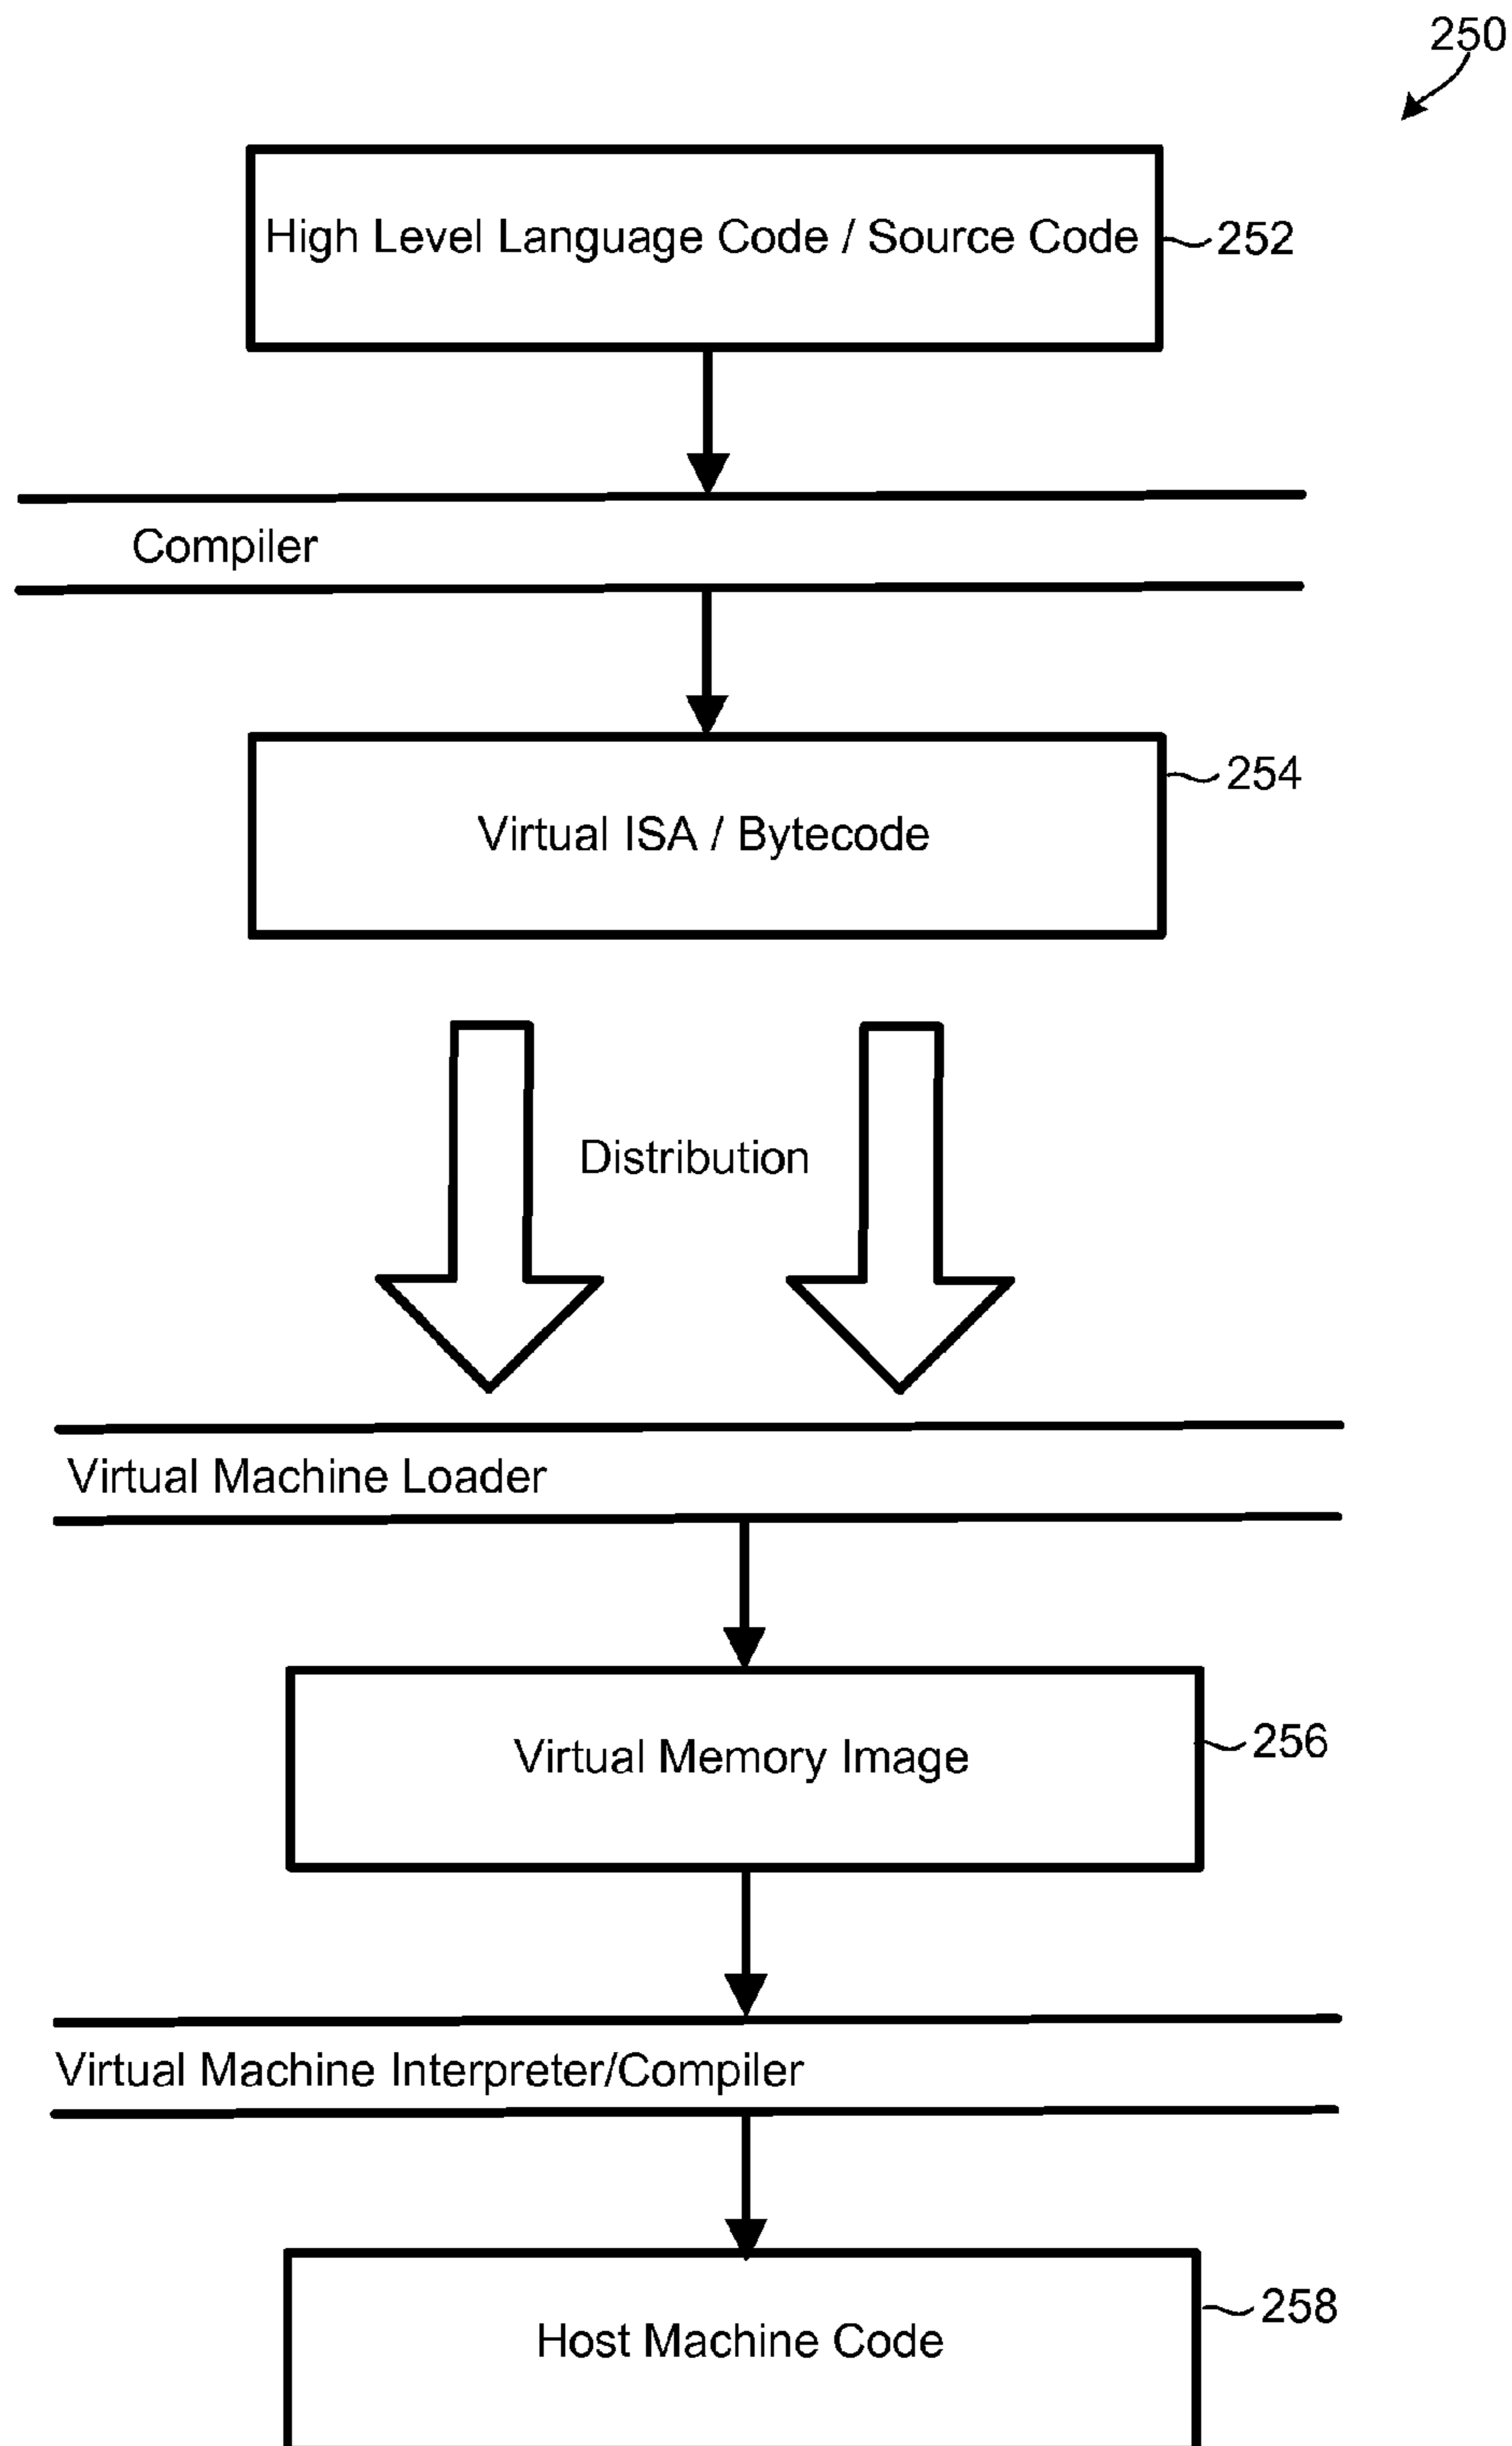 250
High Level Language Code / Source Code
252
Compiler
254
Virtual ISA / Bytecode
Distribution
Virtual Machine Loader
Virtual Memory Image
256
Virtual Machine Interpreter/Compiler
Host Machine Code
258